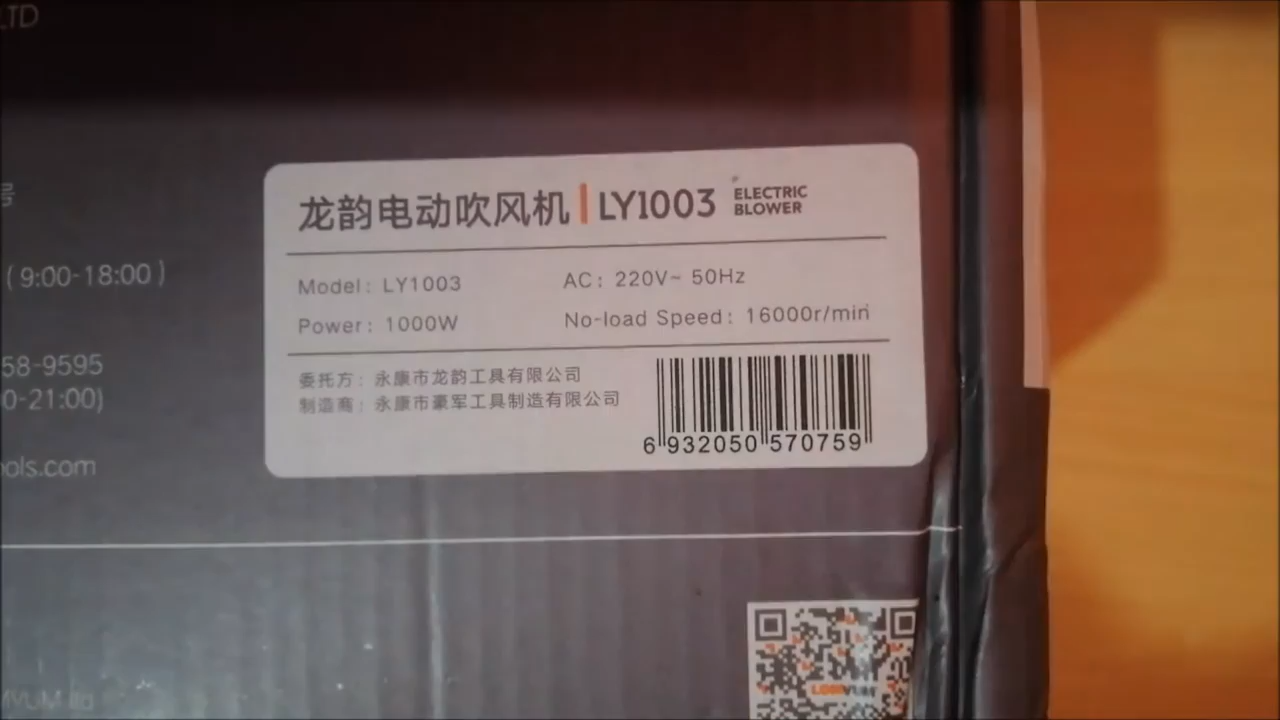 LTD
号
(9:00-18:00)
58-9595
0-21:00)
ools.com
龙韵电动吹风机 | LY1003 ELECTRIC BLOWER
Model: LY1003 AC: 220V~ 50Hz
Power: 1000W No-load Speed: 16000r/min
委托方: 永康市龙韵工具有限公司
制造商: 永康市豪军工具制造有限公司
6 932050 570759